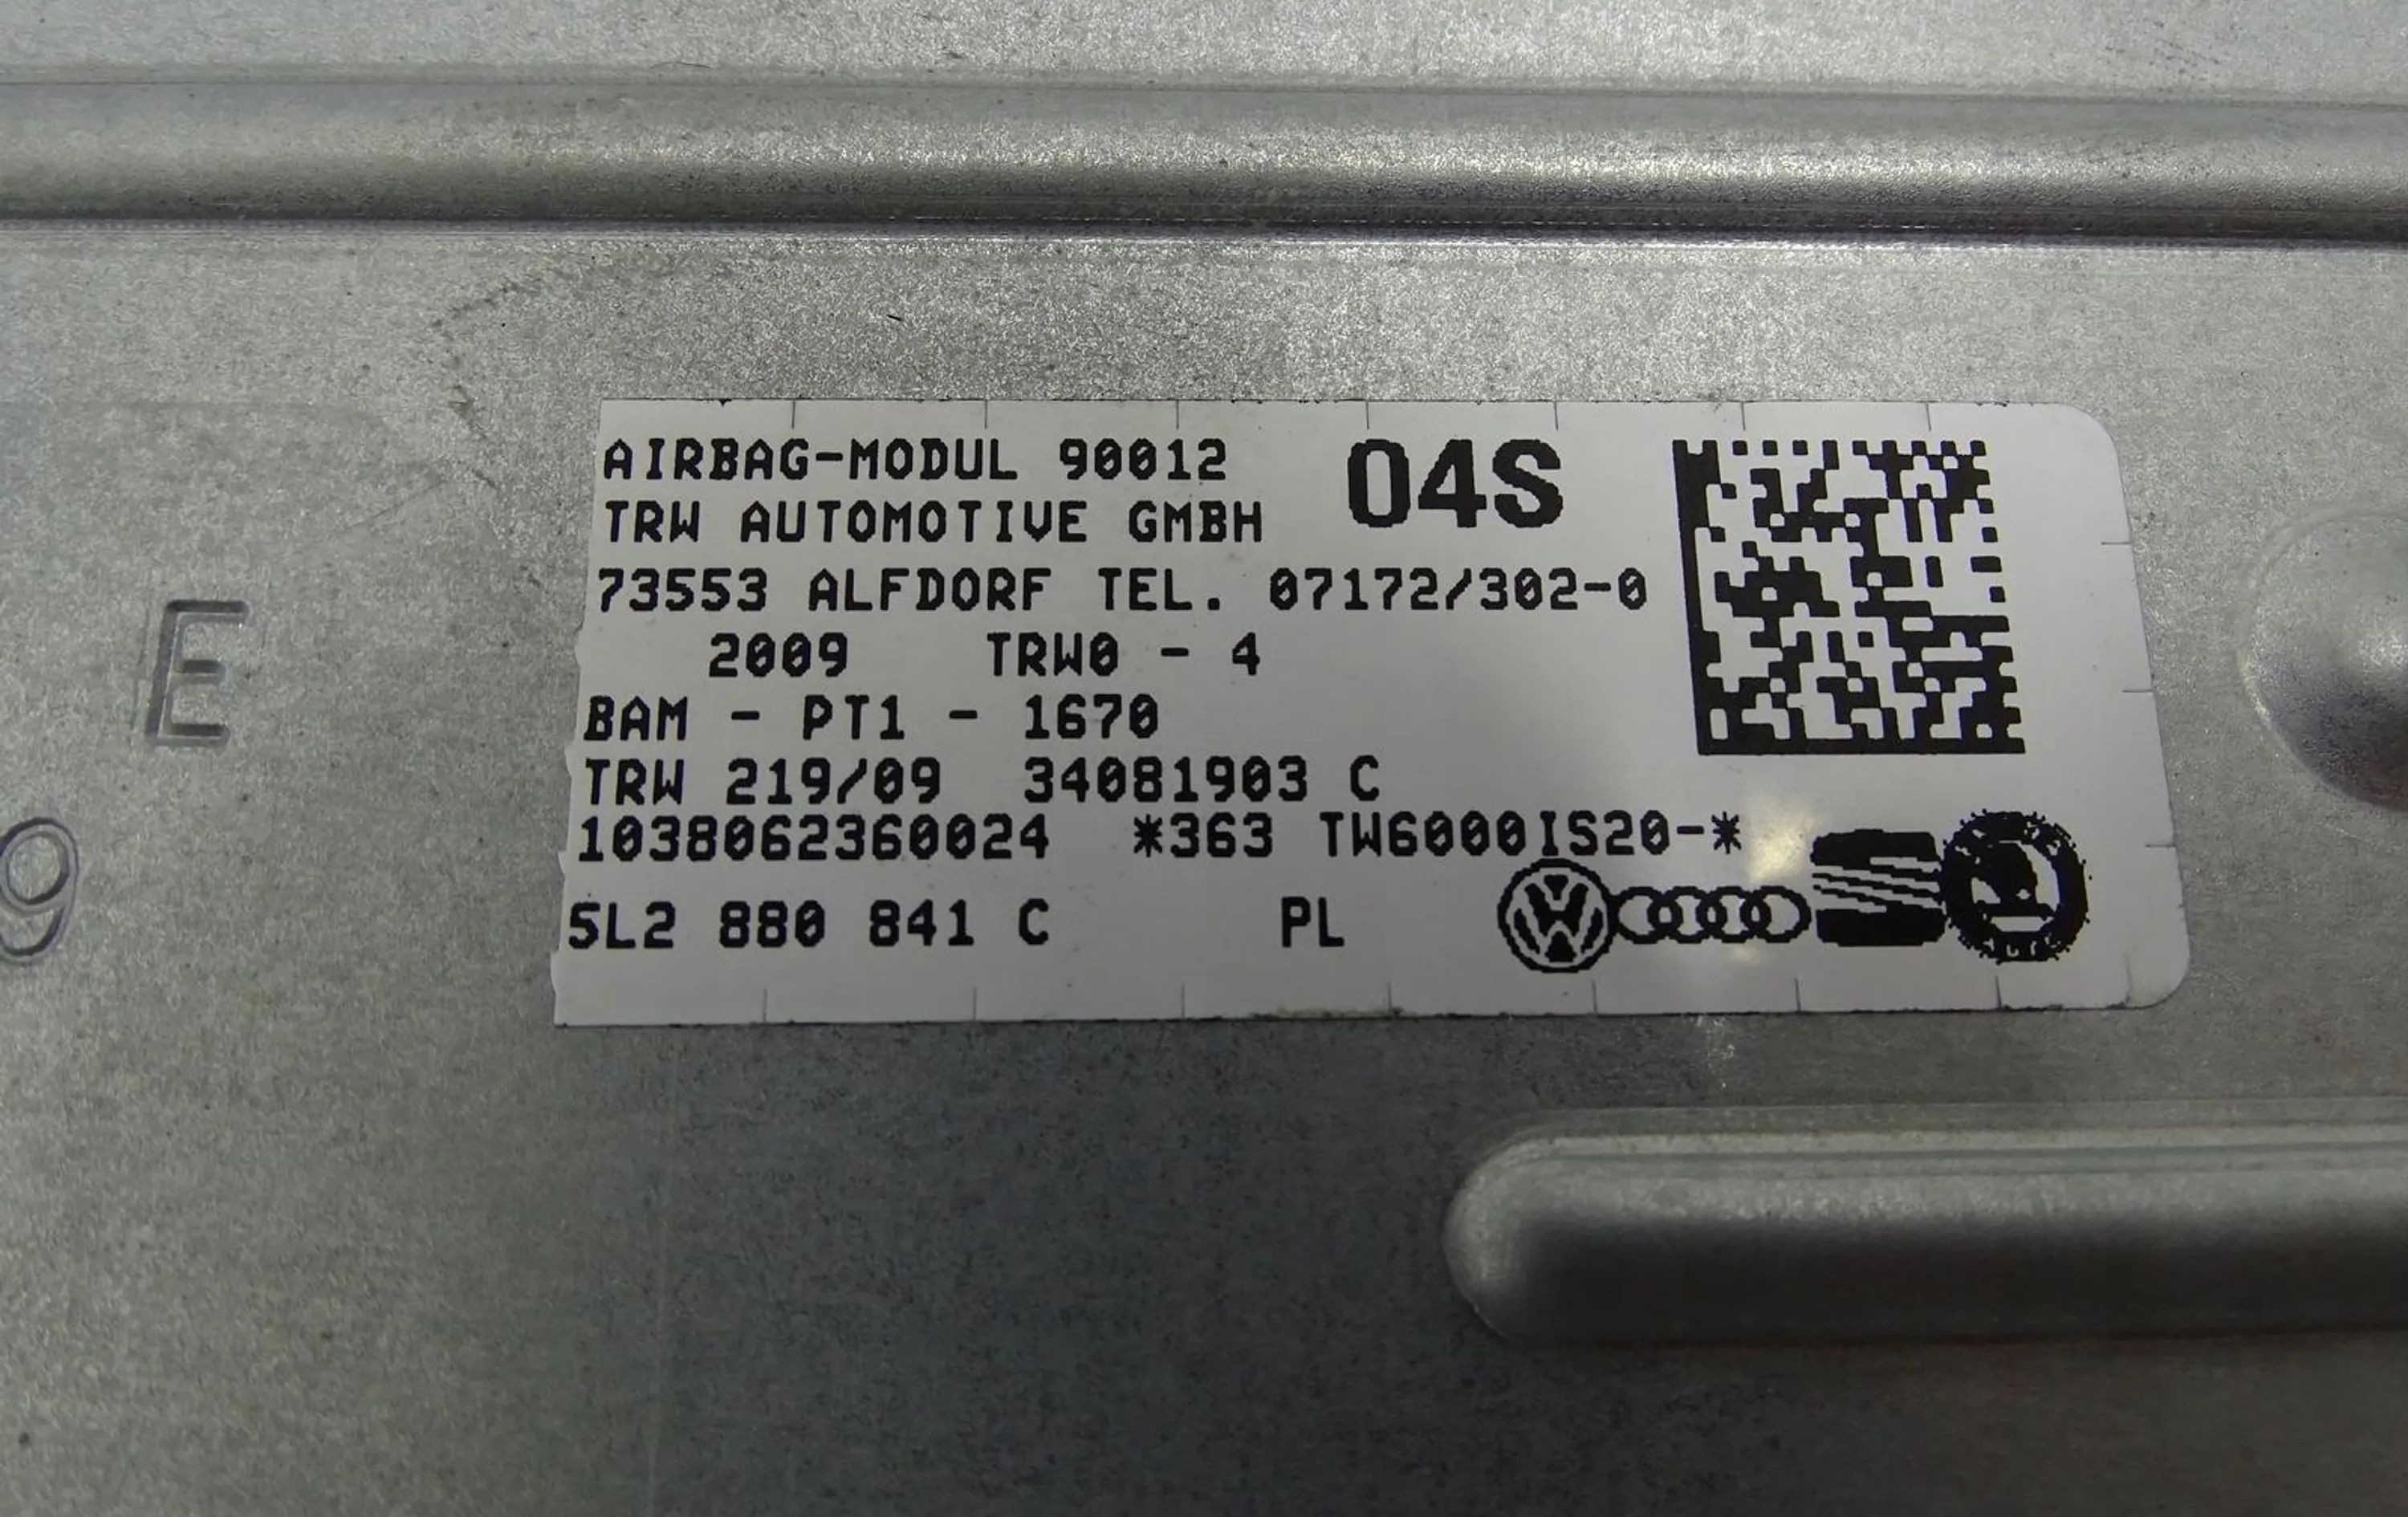 AIRBAG-MODUL 90012 04S
TRW AUTOMOTIVE GMBH
73553 ALFDORF TEL. 07172/302-0
2009 TRW0 - 4
BAM - PT1 - 1670
TRW 219/09 34081903 C
1038062360024 *363 TW6000IS20-*
5L2 880 841 C PL
E
9